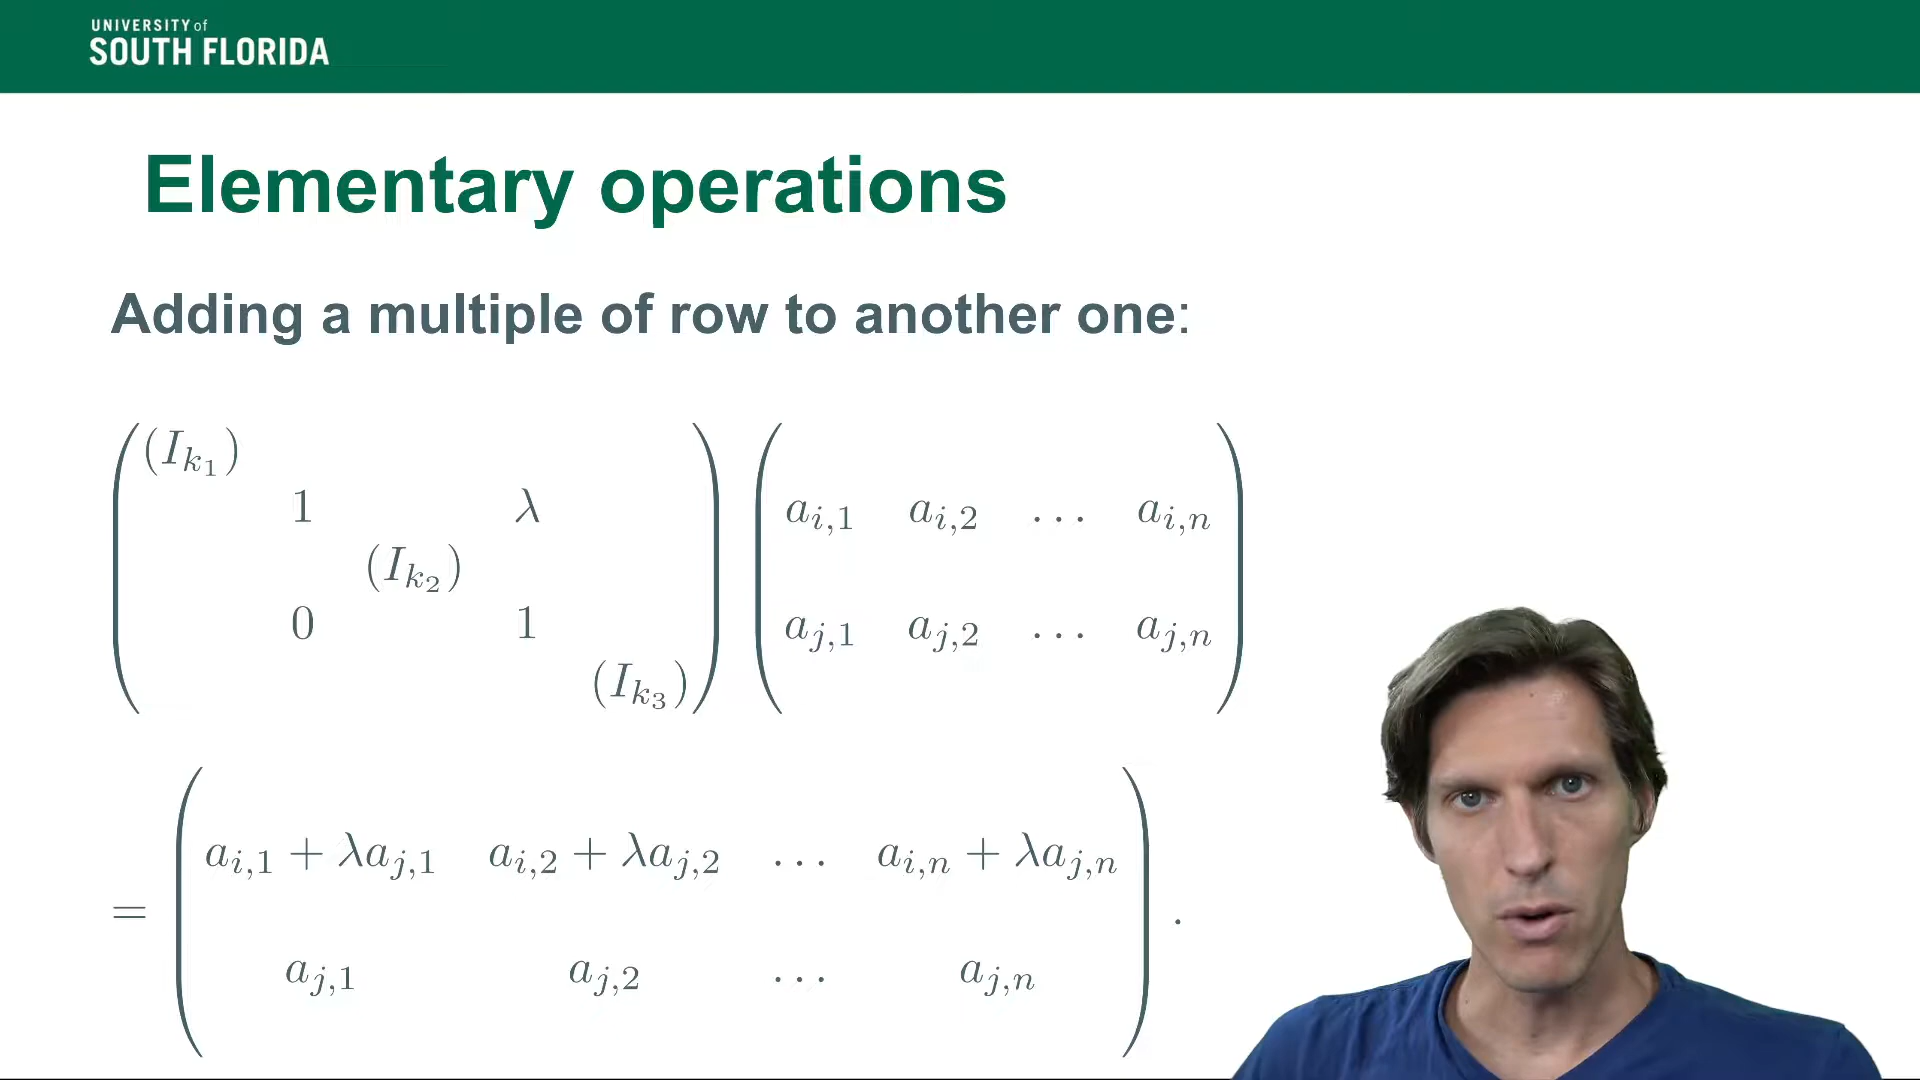 UNIVERSITY of
SOUTH FLORIDA
Elementary operations
Adding a multiple of row to another one:
(I_{k_1})
1 λ a_{i,1} a_{i,2} … a_{i,n}
(I_{k_2})
0 1 a_{j,1} a_{j,2} … a_{j,n}
(I_{k_3})
a_{i,1} + λa_{j,1} a_{i,2} + λa_{j,2} … a_{i,n} + λa_{j,n}
= .
a_{j,1} a_{j,2} … a_{j,n}